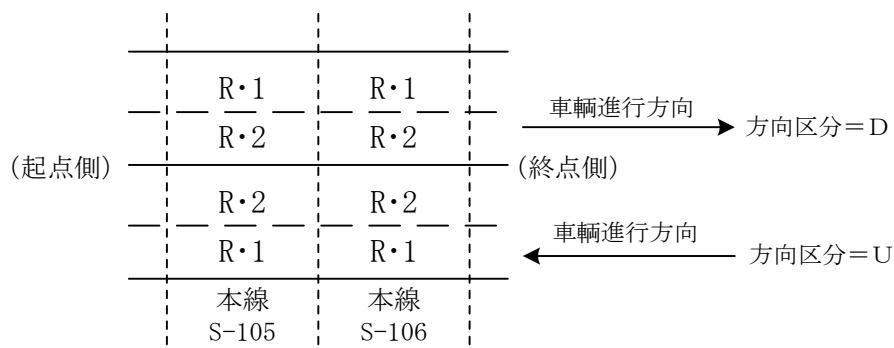 R・1 R・1
車輌進行方向
R・2 R・2
方向区分＝D
(起点側)
(終点側)
R・2 R・2
車輌進行方向
R・1 R・1
方向区分＝U
本線 本線
S-105 S-106